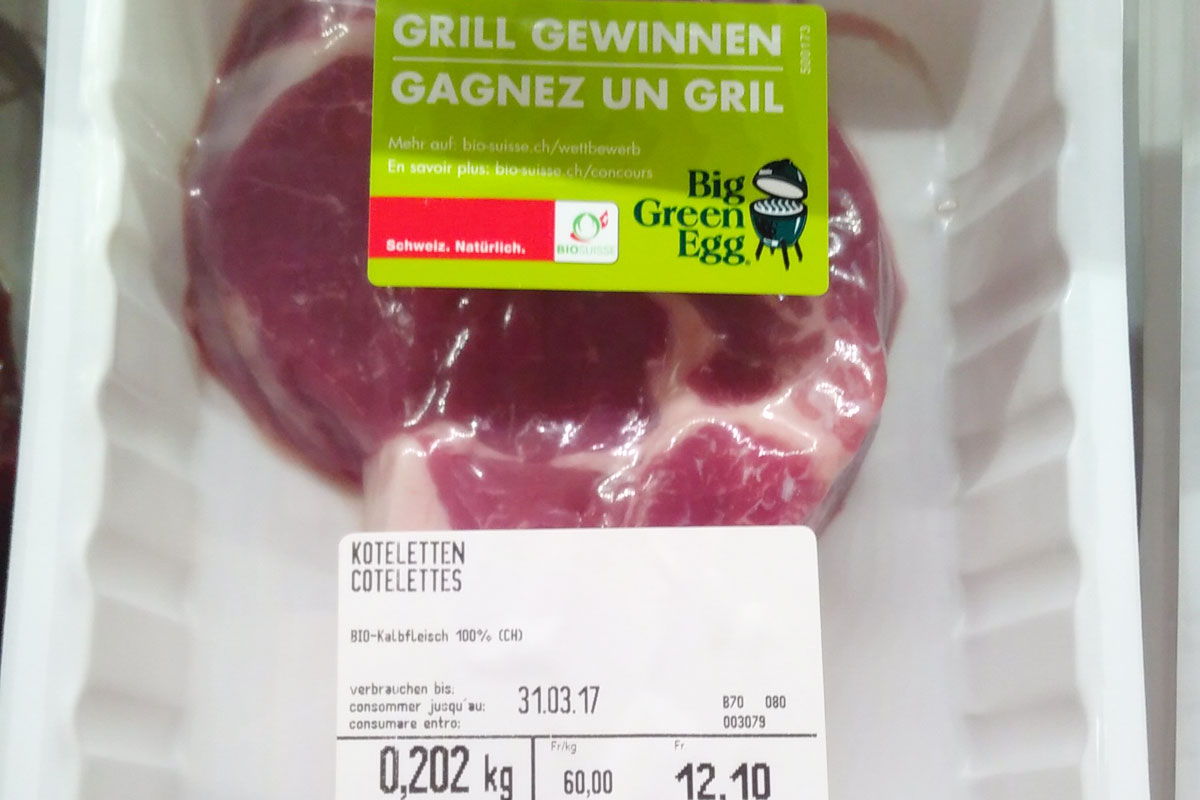 GRILL GEWINNEN
GAGNEZ UN GRIL
500173
Mehr auf: bio-suisse.ch/wettbewerb
En savoir plus: bio-suisse.ch/concours
Big
Green
Egg
Schweiz. Natürlich.
BIOSUISSE
KOTELETTEN
COTELETTES
BIO-Kalbfleisch 100% (CH)
verbrauchen bis:
consommer jusqu'au: 31.03.17 B70 080
consumare entro: 003079
Fr/kg Fr
0,202 kg 60,00 12.10